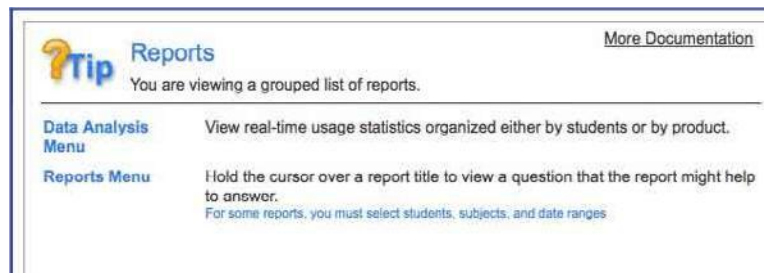 More Documentation
?Tip Reports
You are viewing a grouped list of reports.
Data Analysis Menu
View real-time usage statistics organized either by students or by product.
Reports Menu
Hold the cursor over a report title to view a question that the report might help
to answer.
For some reports, you must select students, subjects, and date ranges